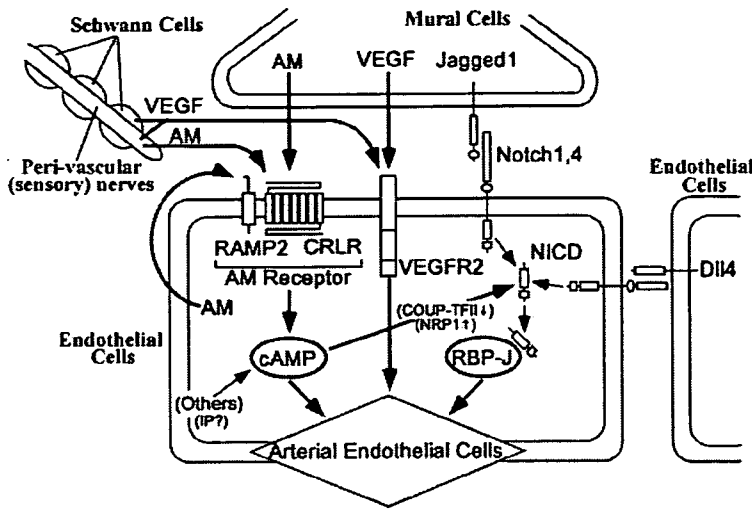 Schwann Cells
Mural Cells
AM
VEGF
Jagged1
VEGF
AM
Notch1,4
Peri-vascular
(sensory) nerves
Endothelial
Cells
RAMP2
CRLR
AM Receptor
VEGFR2
NICD
Dll4
AM
(COUP-TFII↓)
(NRP1↑)
Endothelial
Cells
cAMP
RBP-J
(Others)
(IP?)
Arterial Endothelial Cells